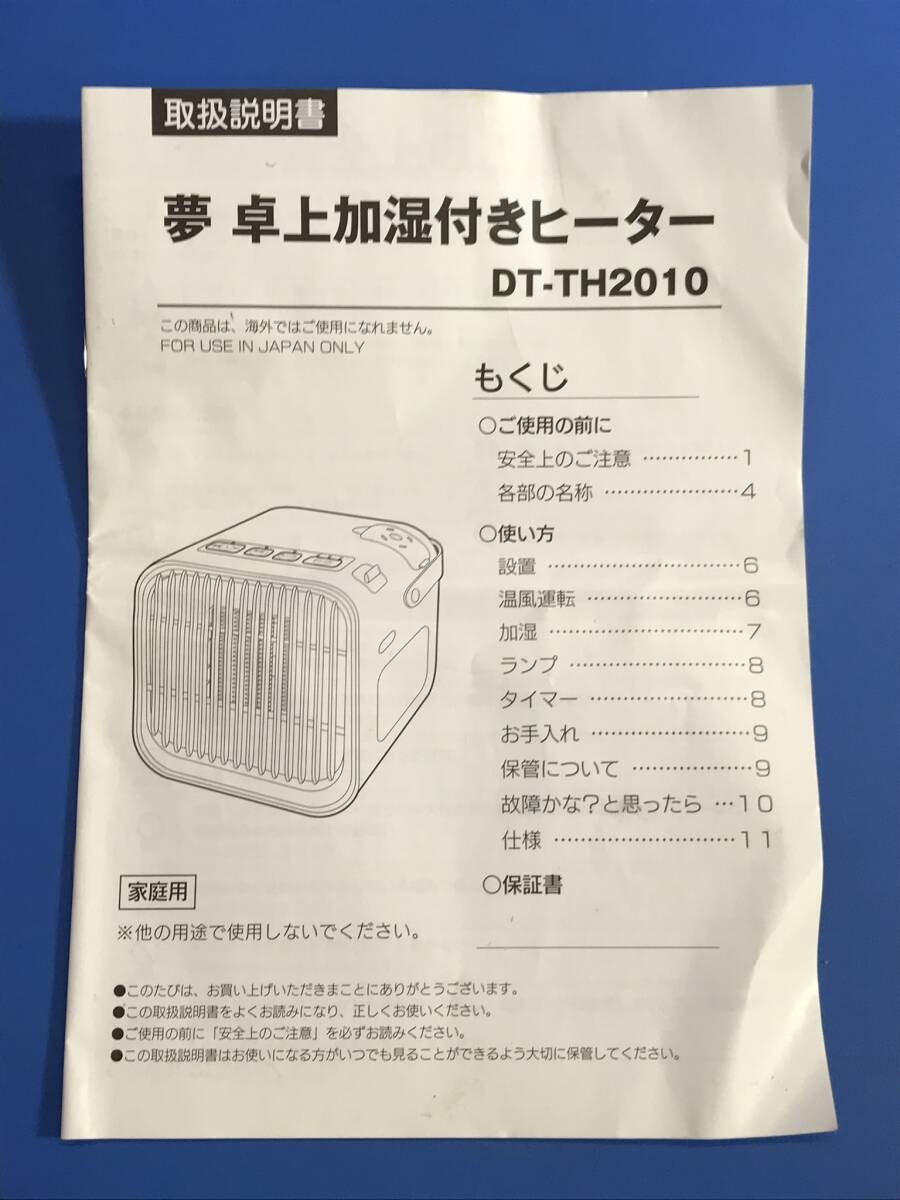 取扱説明書
夢 卓上加湿付きヒーター
DT-TH2010
この商品は、海外ではご使用になれません。
FOR USE IN JAPAN ONLY
もくじ
○ご使用の前に
安全上のご注意 ……………1
各部の名称 …………………4
○使い方
設置 …………………………6
温風運転 ……………………6
加湿 …………………………7
ランプ ………………………8
タイマー ……………………8
お手入れ ……………………9
保管について ………………9
故障かな?と思ったら …10
仕様 ………………………11
○保証書
家庭用
※他の用途で使用しないでください。
●このたびは、お買い上げいただきまことにありがとうございます。
●この取扱説明書をよくお読みになり、正しくお使いください。
●ご使用の前に「安全上のご注意」を必ずお読みください。
●この取扱説明書はお使いになる方がいつでも見ることができるよう大切に保管してください。